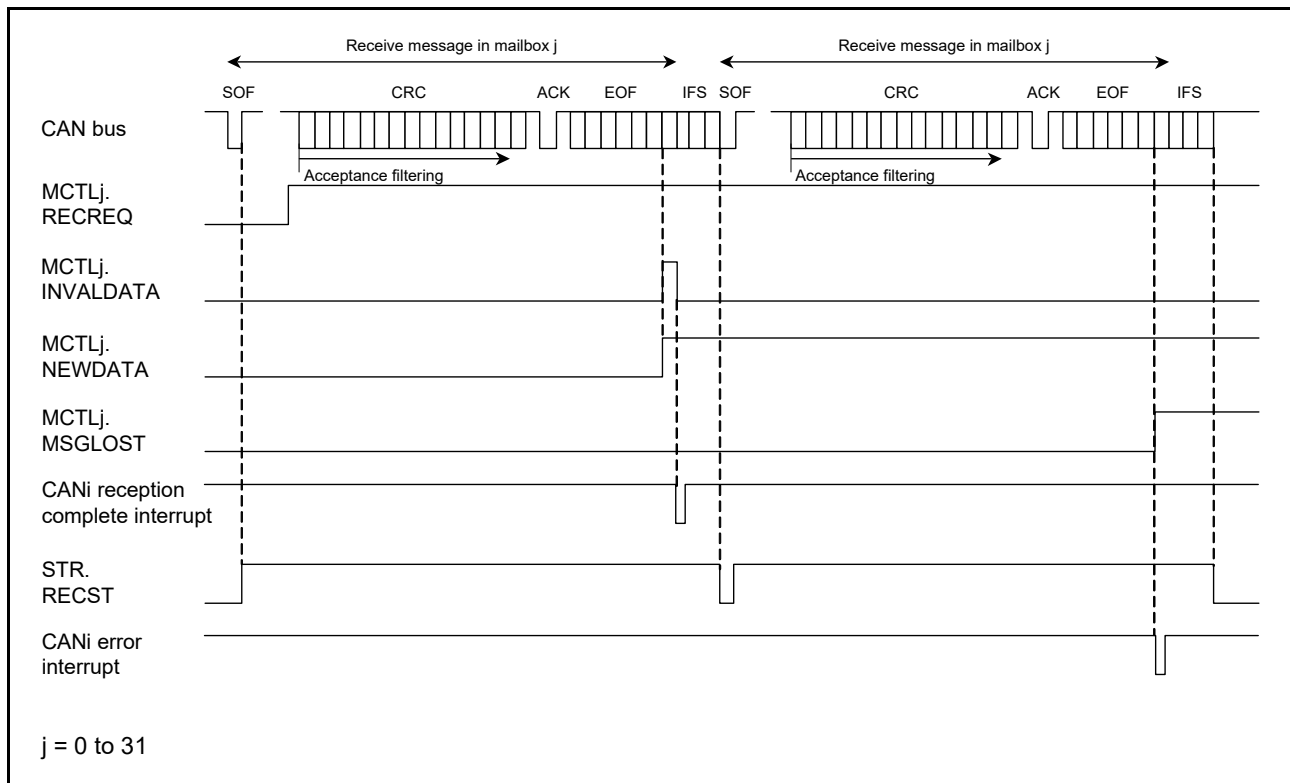 Receive message in mailbox j
Receive message in mailbox j
SOF
CRC
ACK
EOF
IFS
SOF
CRC
ACK
EOF
IFS
CAN bus
Acceptance filtering
Acceptance filtering
MCTLj.
RECREQ
MCTLj.
INVALDATA
MCTLj.
NEWDATA
MCTLj.
MSGLOST
CANi reception
complete interrupt
STR.
RECST
CANi error
interrupt
j = 0 to 31